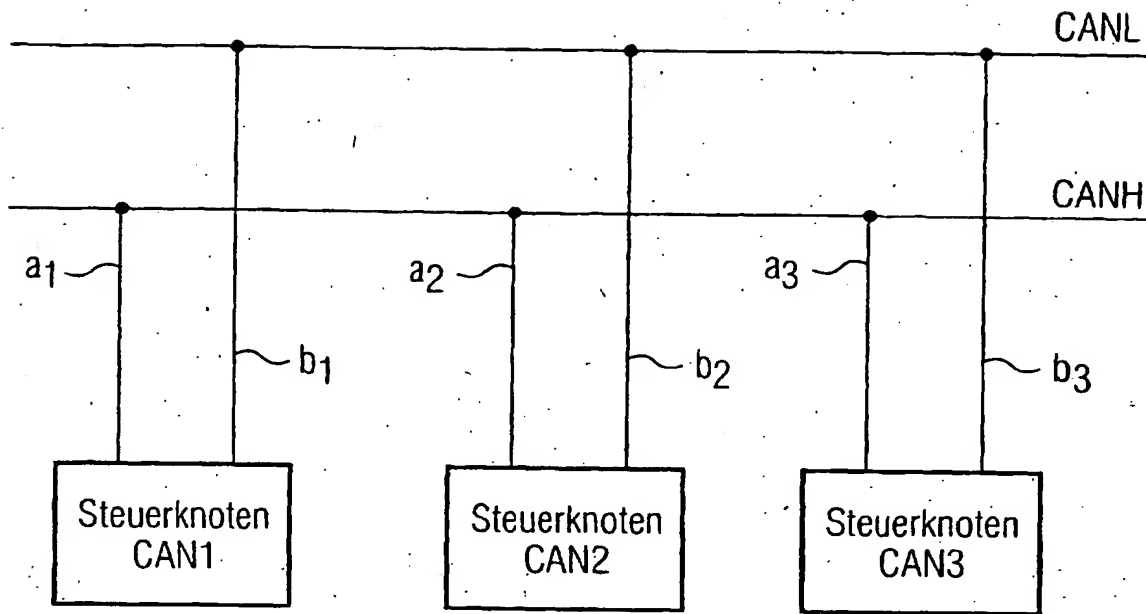 CANL
CANH
a1
a2
a3
b1
b2
b3
Steuerknoten
CAN1
Steuerknoten
CAN2
Steuerknoten
CAN3